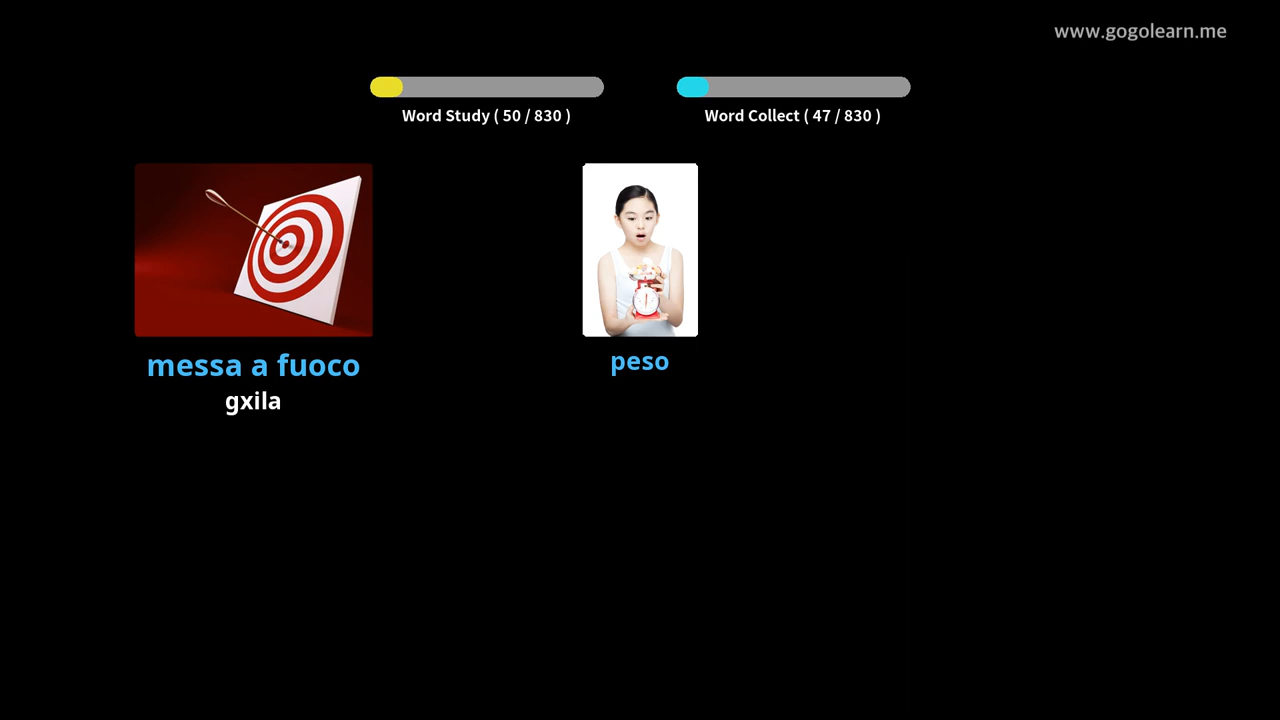 www.gogolearn.me
Word Study ( 50 / 830 )
Word Collect ( 47 / 830 )
messa a fuoco
gxila
peso